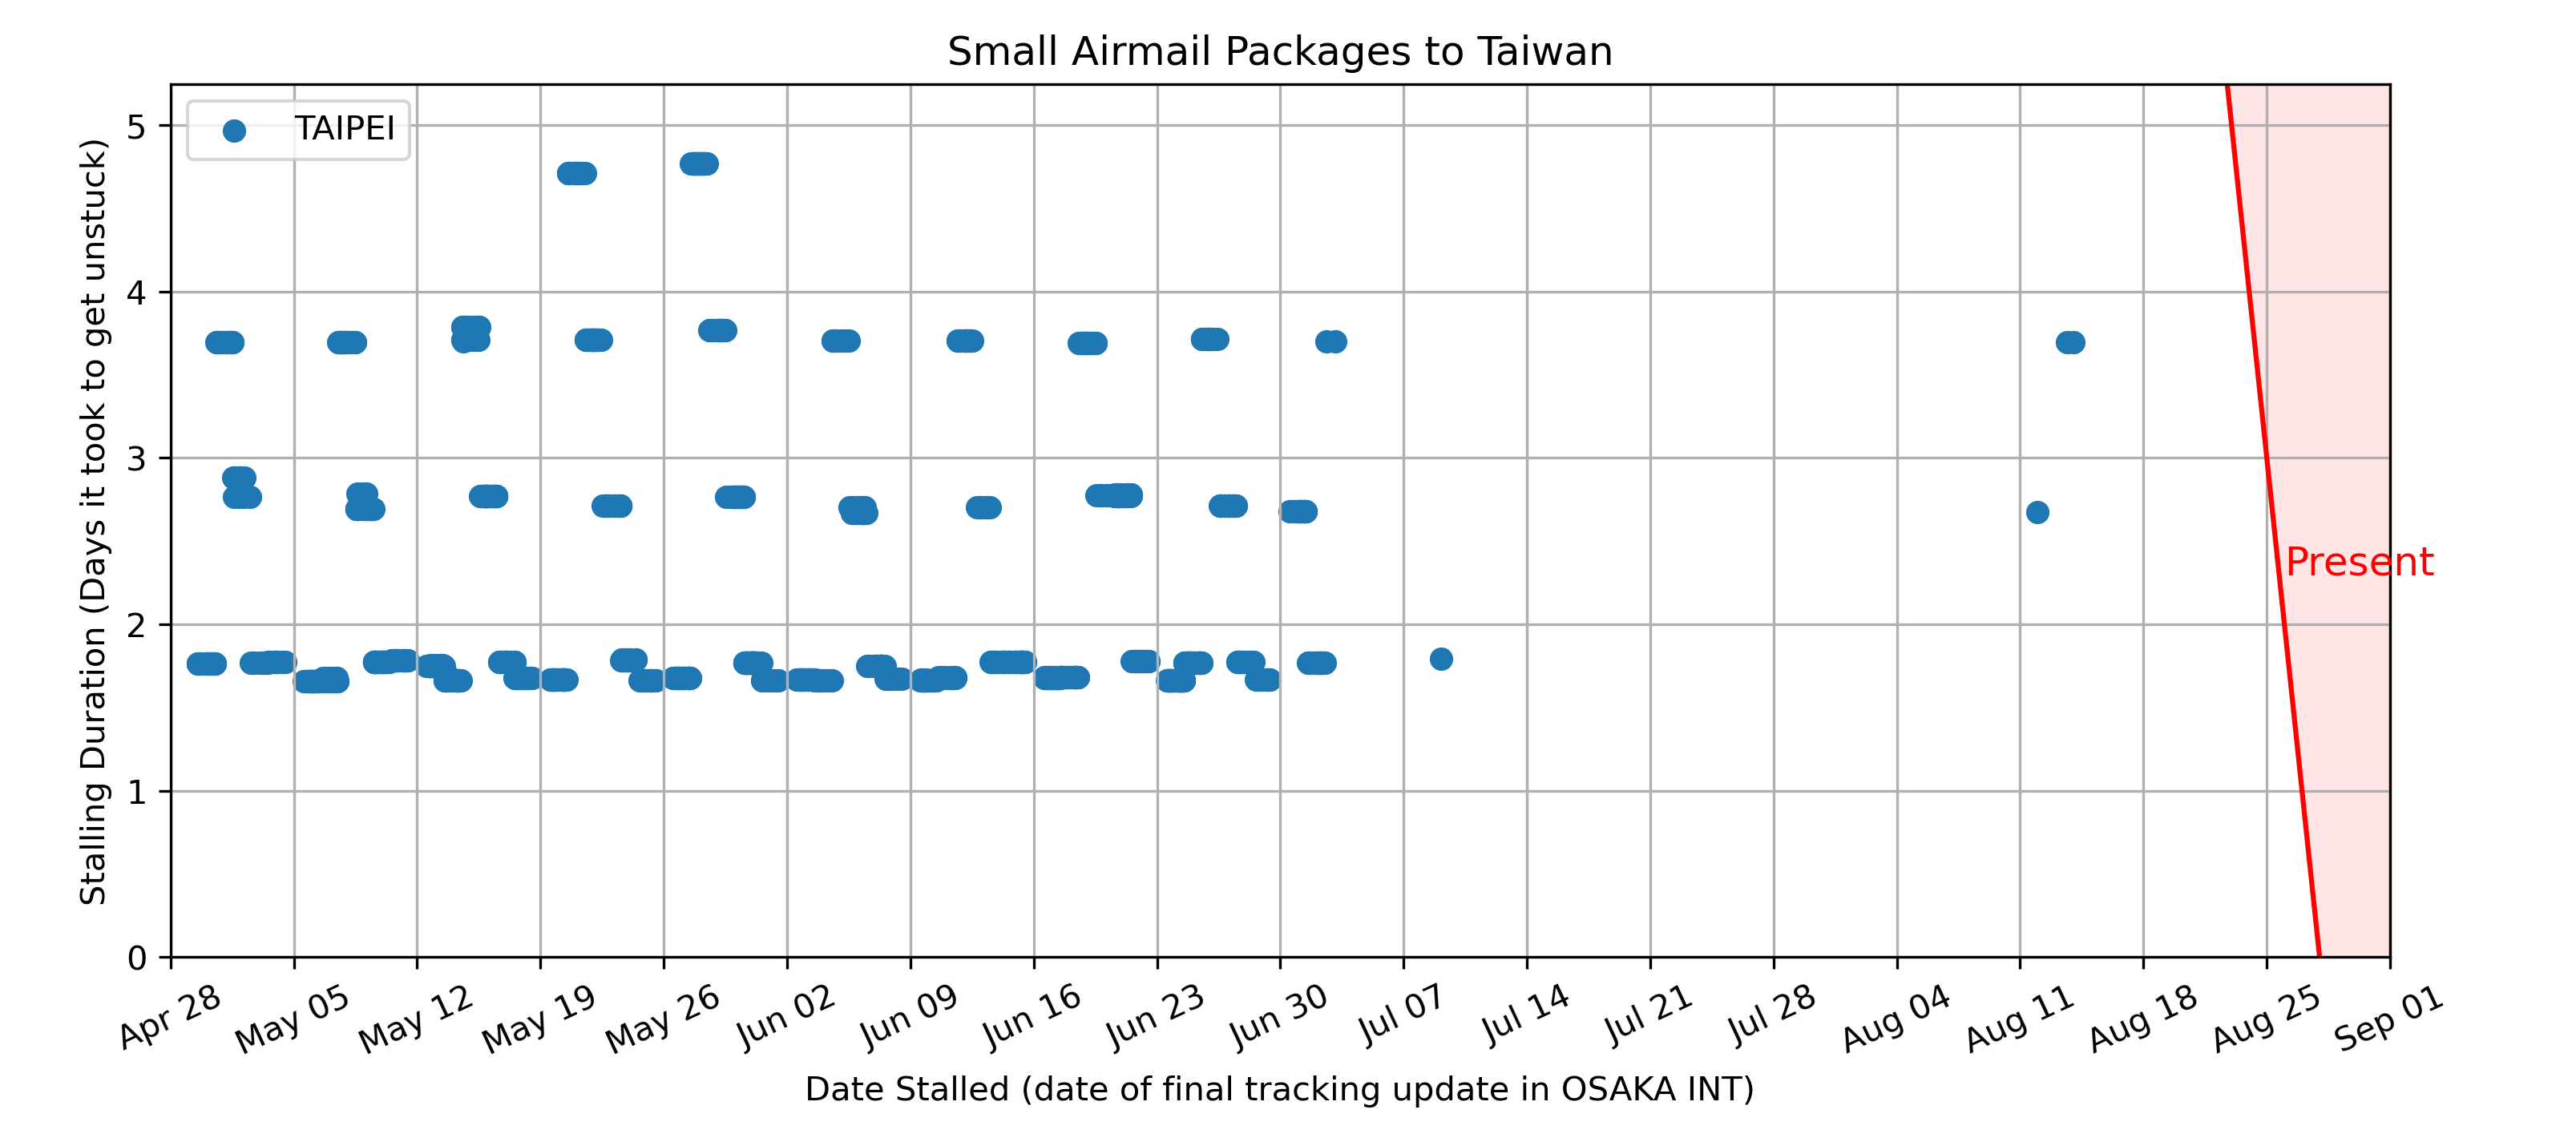 Small Airmail Packages to Taiwan
TAIPEI
Stalling Duration (Days it took to get unstuck)
5
4
3
2
1
0
Present
Apr 28
May 05
May 12
May 19
May 26
Jun 02
Jun 09
Jun 16
Jun 23
Jun 30
Jul 07
Jul 14
Jul 21
Jul 28
Aug 04
Aug 11
Aug 18
Aug 25
Sep 01
Date Stalled (date of final tracking update in OSAKA INT)